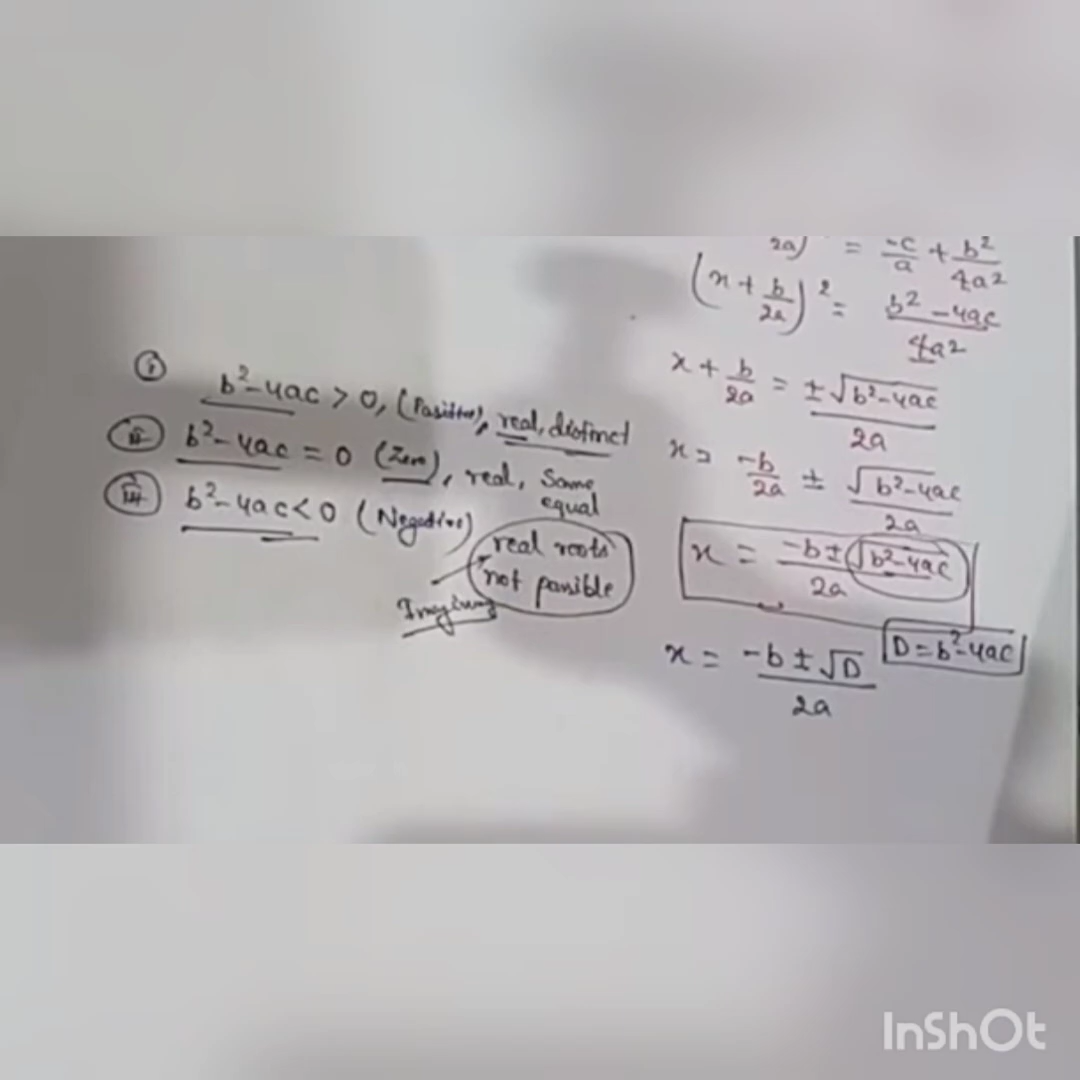 ① b²-4ac > 0, (Positive), real, distinct
ⓘⓘ b²-4ac = 0 (Zero), real, Same
equal
ⓘⓘⓘ b²-4ac < 0 (Negative)
real roots
not possible
Imaginary
2a) = -c/a + b²/4a²
(x + b/2a)² = b²-4ac/4a²
x + b/2a = ± √b²-4ac/2a
x = -b/2a ± √b²-4ac/2a
x = -b ± √b²-4ac/2a
D = b²-4ac
x = -b ± √D/2a
InShOt